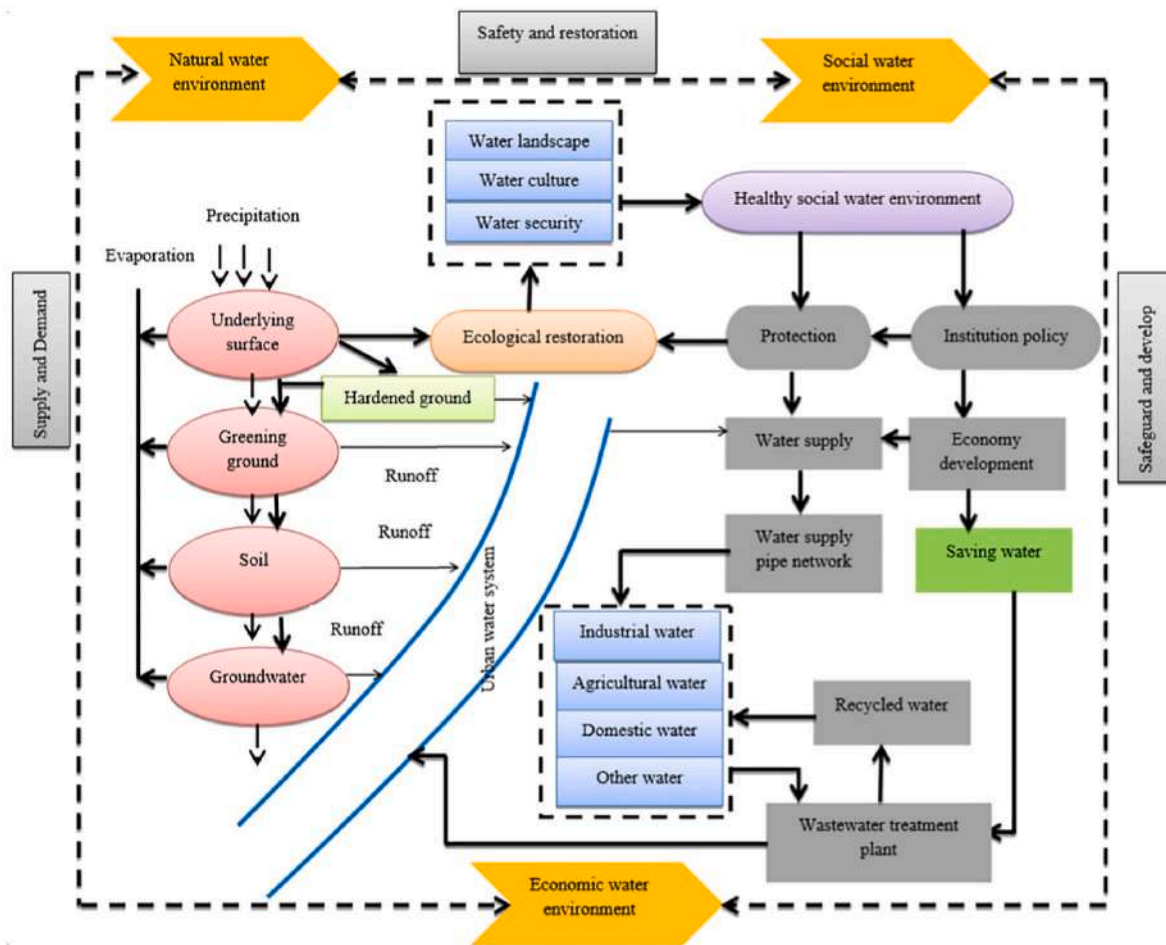 Safety and restoration
Natural water
environment
Social water
environment
Water landscape
Water culture
Water security
Healthy social water environment
Precipitation
Evaporation
Supply and Demand
Safeguard and develop
Underlying
surface
Ecological restoration
Protection
Institution policy
Hardened ground
Greening
ground
Runoff
Water supply
Economy
development
Soil
Runoff
Urban water system
Water supply
pipe network
Saving water
Groundwater
Runoff
Industrial water
Agricultural water
Domestic water
Other water
Recycled water
Wastewater treatment
plant
Economic water
environment